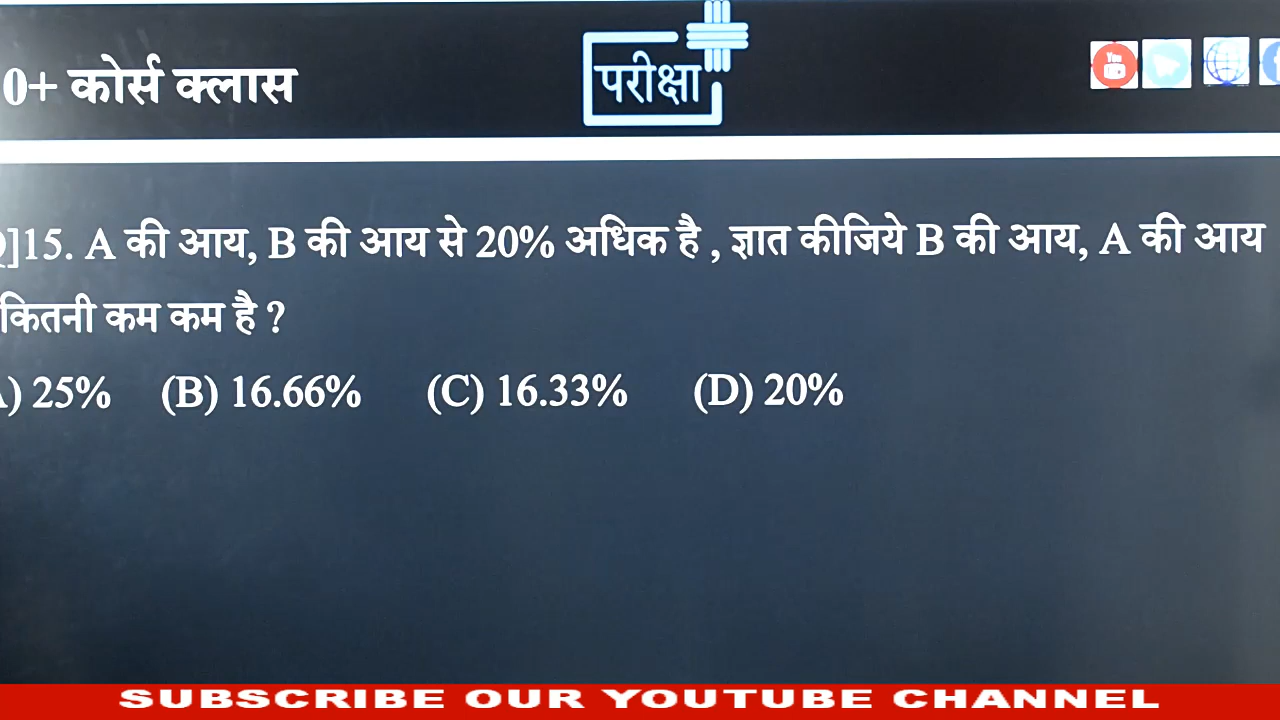 0+ कोर्स क्लास
परीक्षा
You
]15. A की आय, B की आय से 20% अधिक है , ज्ञात कीजिये B की आय, A की आय
कितनी कम कम है ?
) 25% (B) 16.66% (C) 16.33% (D) 20%
SUBSCRIBE OUR YOUTUBE CHANNEL